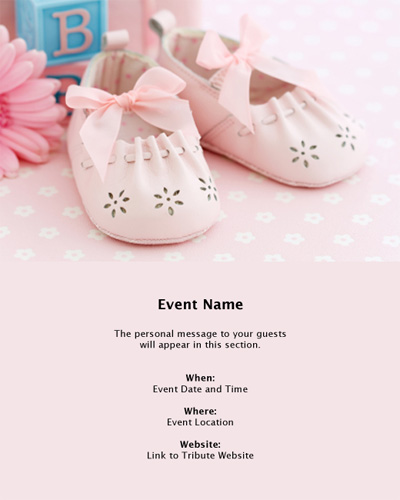 B
B
Event Name
The personal message to your guests
will appear in this section.
When:
Event Date and Time
Where:
Event Location
Website:
Link to Tribute Website